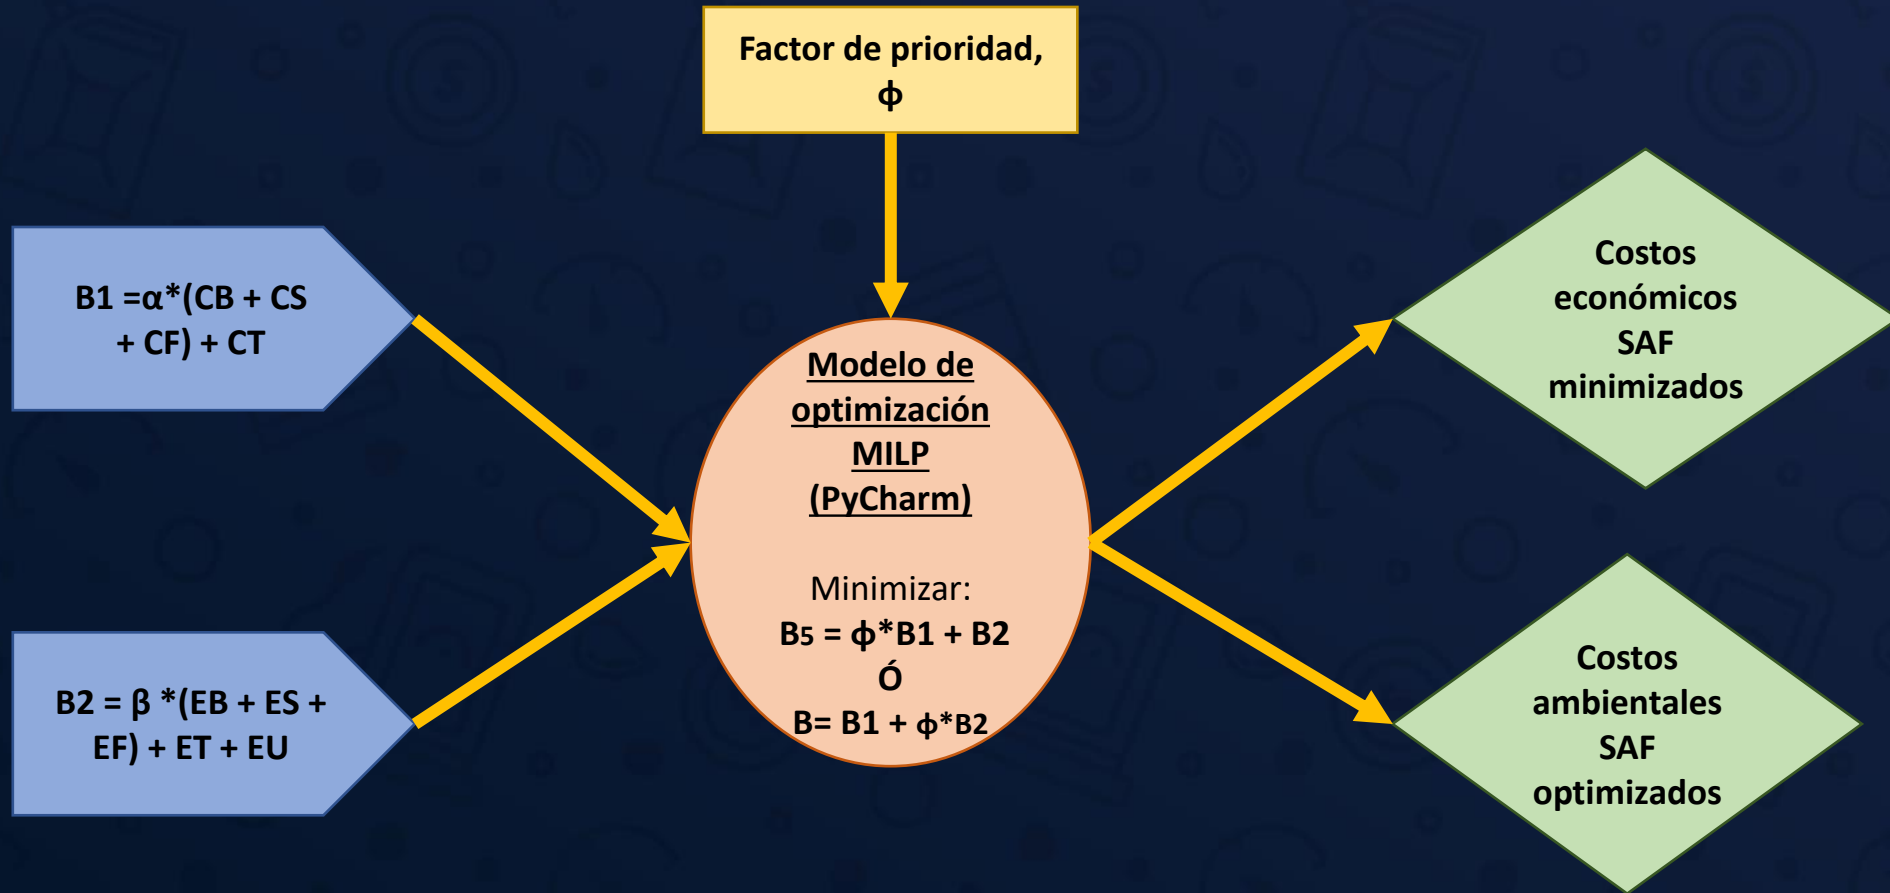 Factor de prioridad,
ϕ
B1 =α*(CB + CS
+ CF) + CT
B2 = β *(EB + ES +
EF) + ET + EU
Modelo de
optimización
MILP
(PyCharm)
Minimizar:
B5 = ϕ*B1 + B2
Ó
B= B1 + ϕ*B2
Costos
económicos
SAF
minimizados
Costos
ambientales
SAF
optimizados